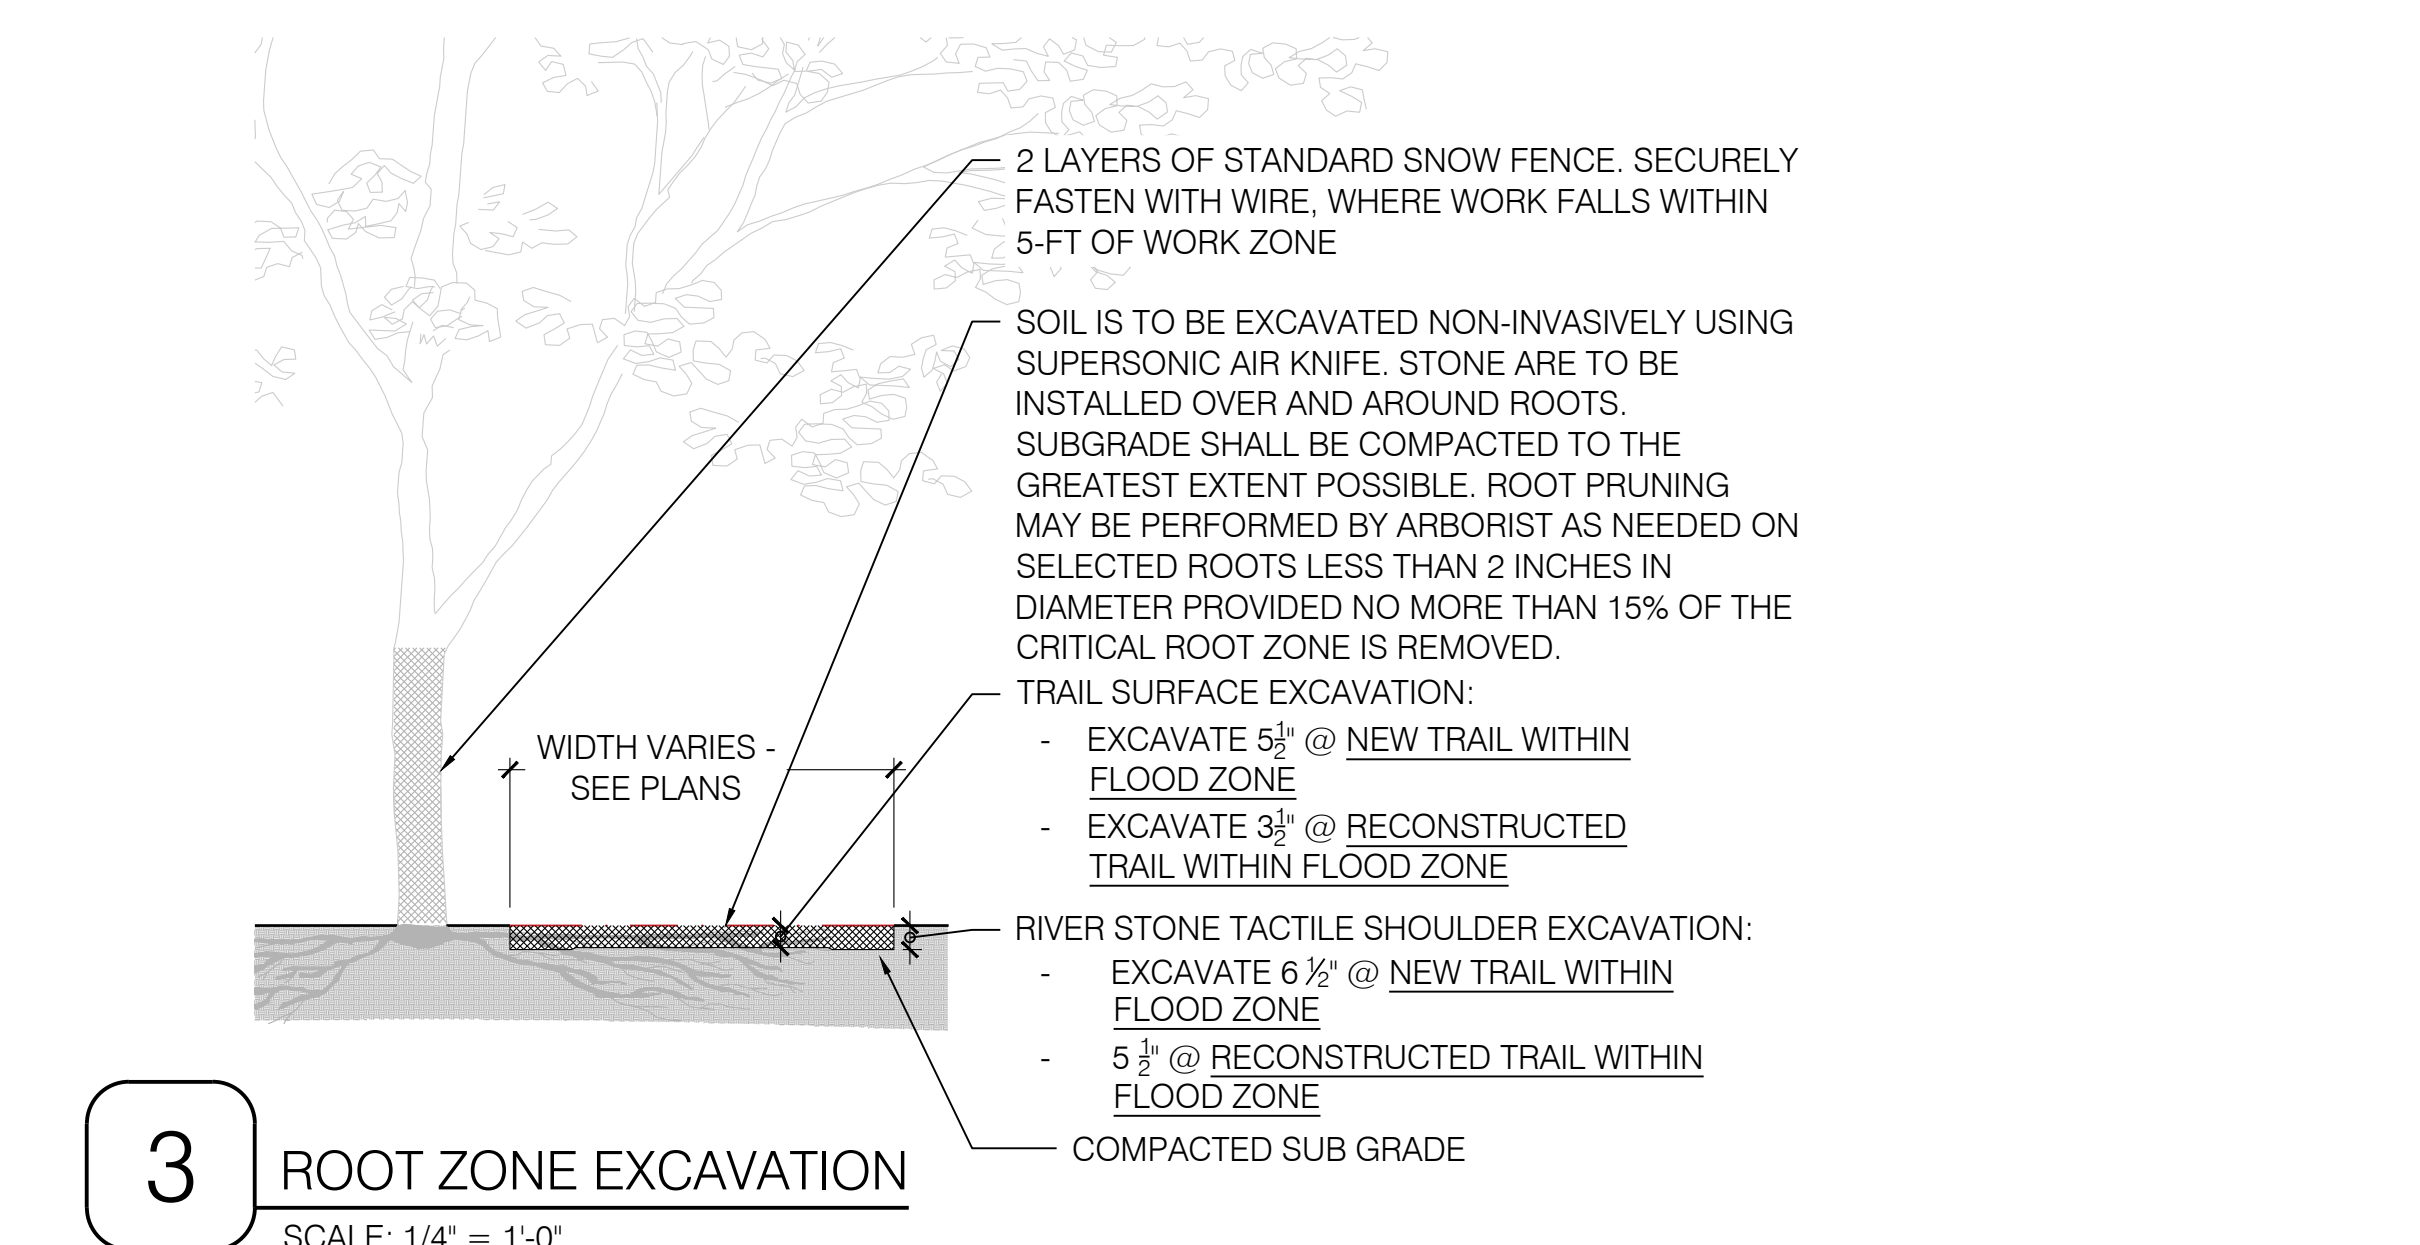 2 LAYERS OF STANDARD SNOW FENCE. SECURELY
FASTEN WITH WIRE, WHERE WORK FALLS WITHIN
5-FT OF WORK ZONE
SOIL IS TO BE EXCAVATED NON-INVASIVELY USING
SUPERSONIC AIR KNIFE. STONE ARE TO BE
INSTALLED OVER AND AROUND ROOTS.
SUBGRADE SHALL BE COMPACTED TO THE
GREATEST EXTENT POSSIBLE. ROOT PRUNING
MAY BE PERFORMED BY ARBORIST AS NEEDED ON
SELECTED ROOTS LESS THAN 2 INCHES IN
DIAMETER PROVIDED NO MORE THAN 15% OF THE
CRITICAL ROOT ZONE IS REMOVED.
TRAIL SURFACE EXCAVATION:
- EXCAVATE 5½" @ NEW TRAIL WITHIN
FLOOD ZONE
- EXCAVATE 3½" @ RECONSTRUCTED
TRAIL WITHIN FLOOD ZONE
WIDTH VARIES -
SEE PLANS
RIVER STONE TACTILE SHOULDER EXCAVATION:
- EXCAVATE 6 ½" @ NEW TRAIL WITHIN
FLOOD ZONE
- 5 ½" @ RECONSTRUCTED TRAIL WITHIN
FLOOD ZONE
COMPACTED SUB GRADE
3
ROOT ZONE EXCAVATION
SCALE: 1/4" = 1'-0"